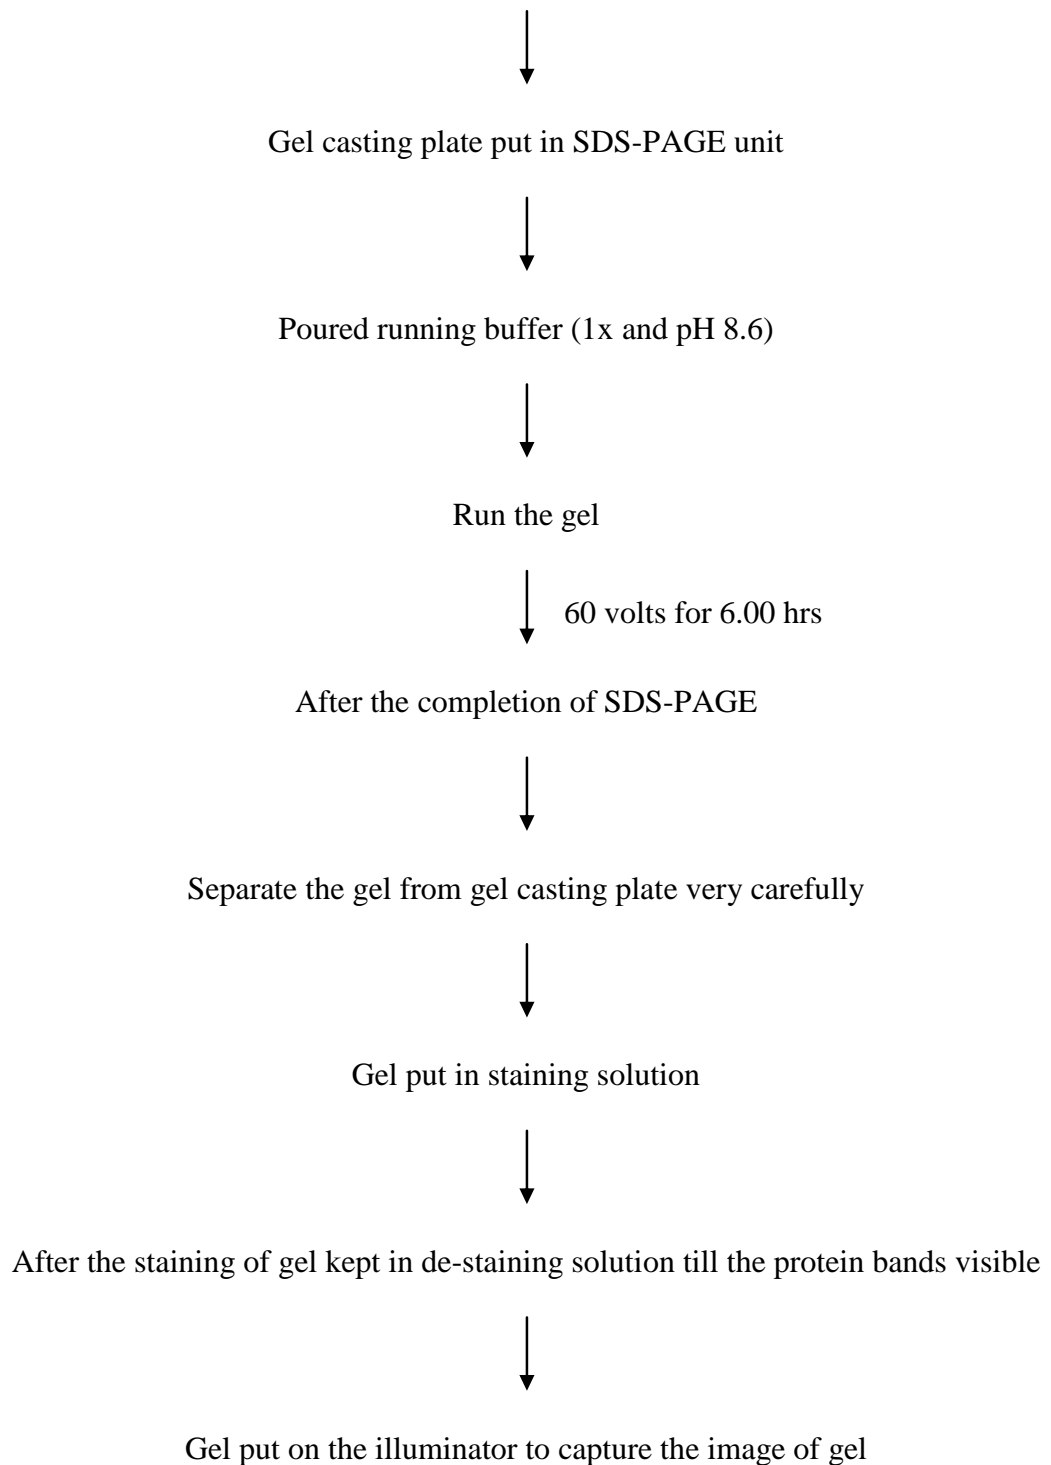 Gel casting plate put in SDS-PAGE unit
Poured running buffer (1x and pH 8.6)
Run the gel
60 volts for 6.00 hrs
After the completion of SDS-PAGE
Separate the gel from gel casting plate very carefully
Gel put in staining solution
After the staining of gel kept in de-staining solution till the protein bands visible
Gel put on the illuminator to capture the image of gel